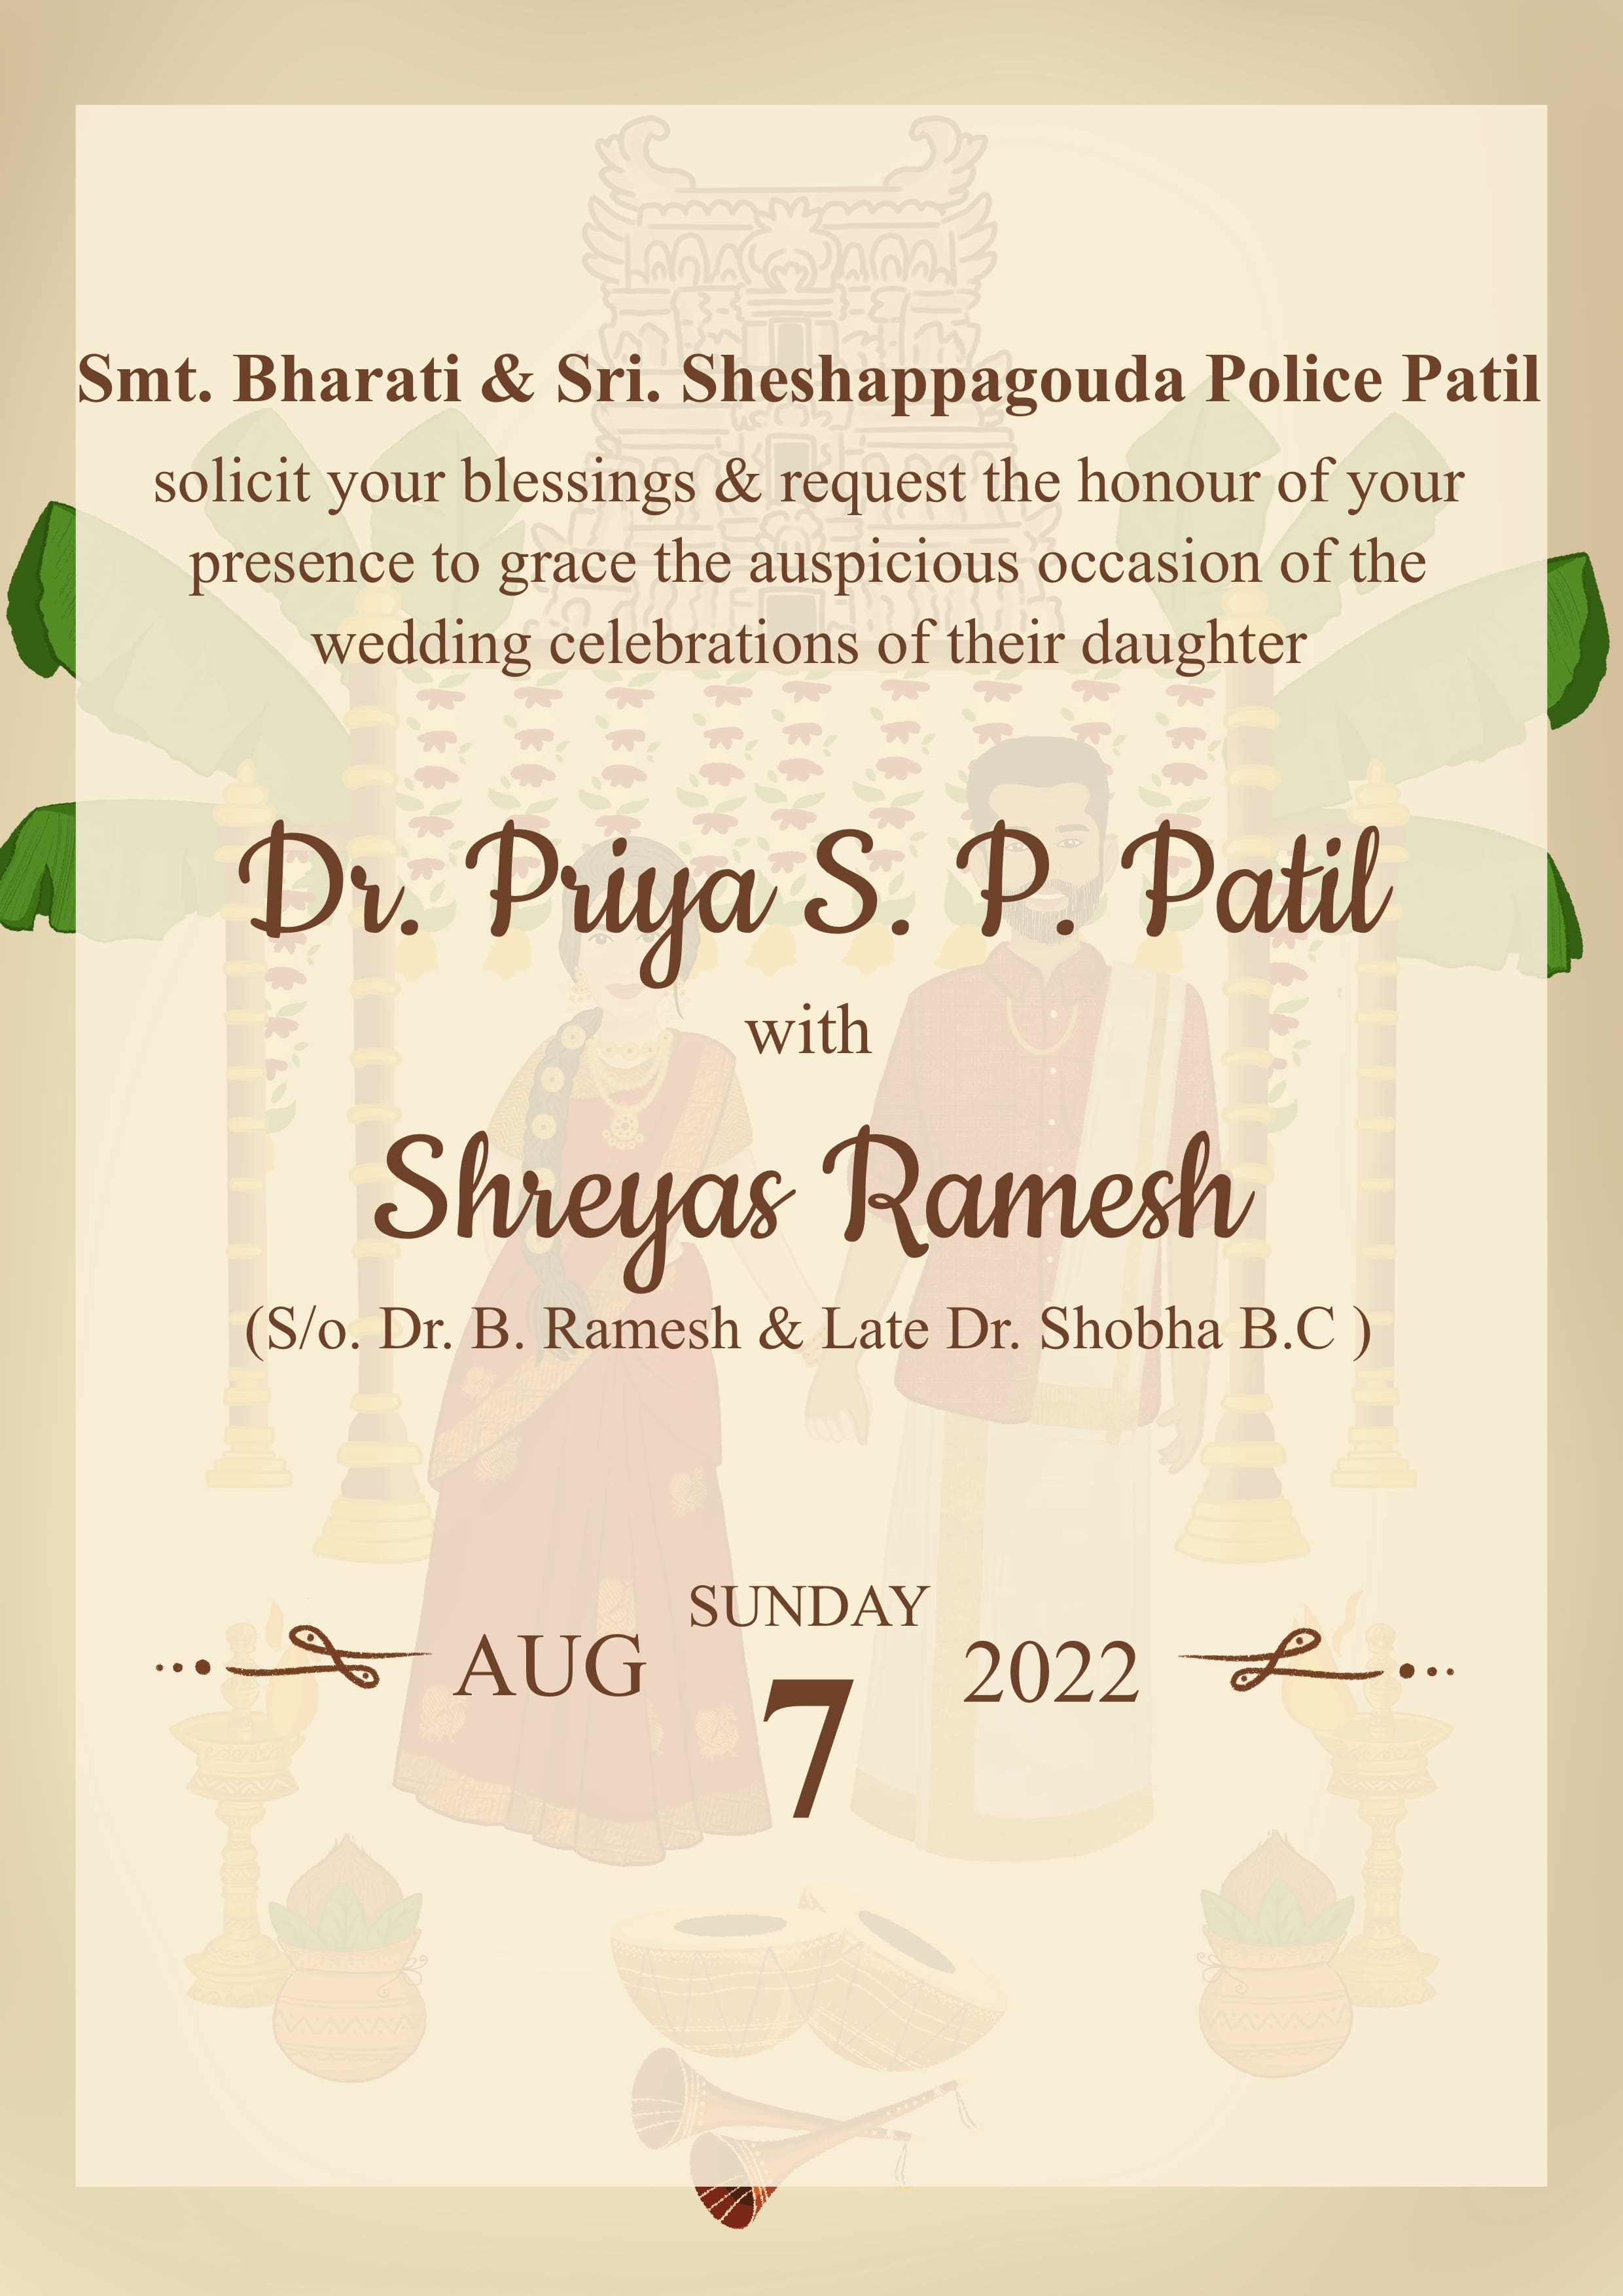 Smt. Bharati & Sri. Sheshappagouda Police Patil
solicit your blessings & request the honour of your
presence to grace the auspicious occasion of the
wedding celebrations of their daughter
Dr. Priya S. P. Patil
with
Shreyas Ramesh
(S/o. Dr. B. Ramesh & Late Dr. Shobha B.C )
SUNDAY
AUG 7 2022